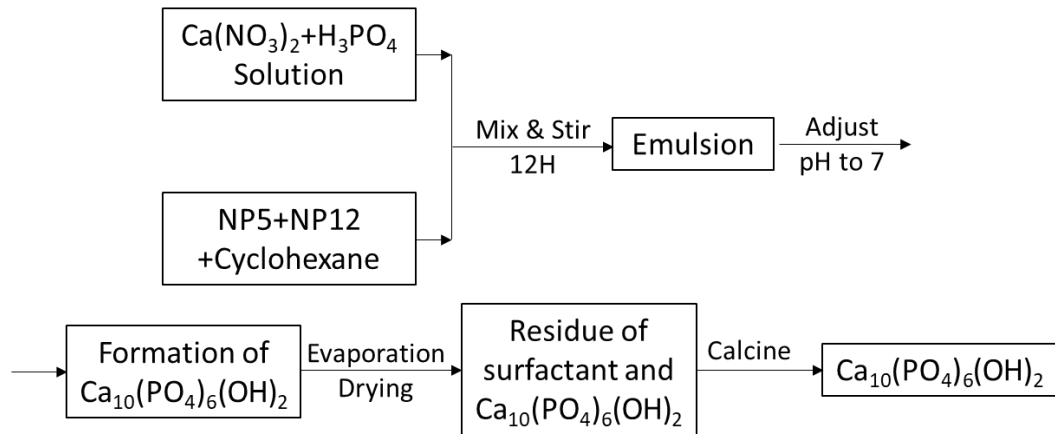 Ca(NO₃)₂+H₃PO₄
Solution
Mix & Stir
12H
Emulsion
Adjust
pH to 7
NP5+NP12
+Cyclohexane
Formation of
Ca₁₀(PO₄)₆(OH)₂
Evaporation
Drying
Residue of
surfactant and
Ca₁₀(PO₄)₆(OH)₂
Calcine
Ca₁₀(PO₄)₆(OH)₂